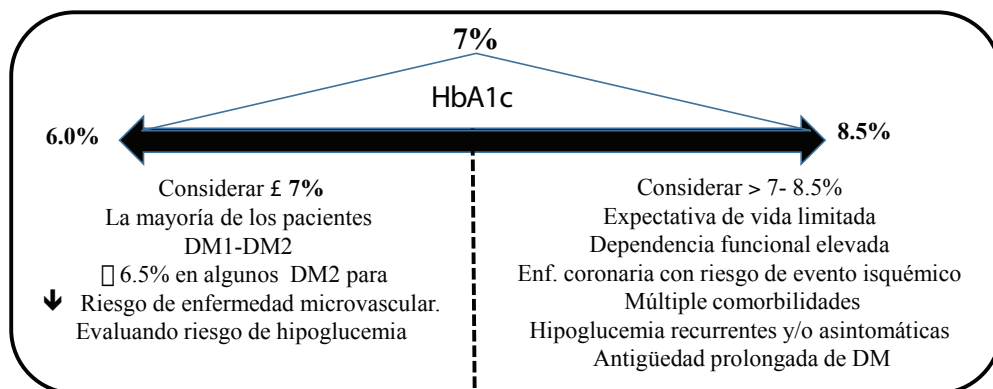 7%
HbA1c
6.0%
8.5%
Considerar £ 7%
La mayoría de los pacientes
DM1-DM2
▯ 6.5% en algunos DM2 para
🡻 Riesgo de enfermedad microvascular.
Evaluando riesgo de hipoglucemia
Considerar > 7- 8.5%
Expectativa de vida limitada
Dependencia funcional elevada
Enf. coronaria con riesgo de evento isquémico
Múltiple comorbilidades
Hipoglucemia recurrentes y/o asintomáticas
Antigüedad prolongada de DM